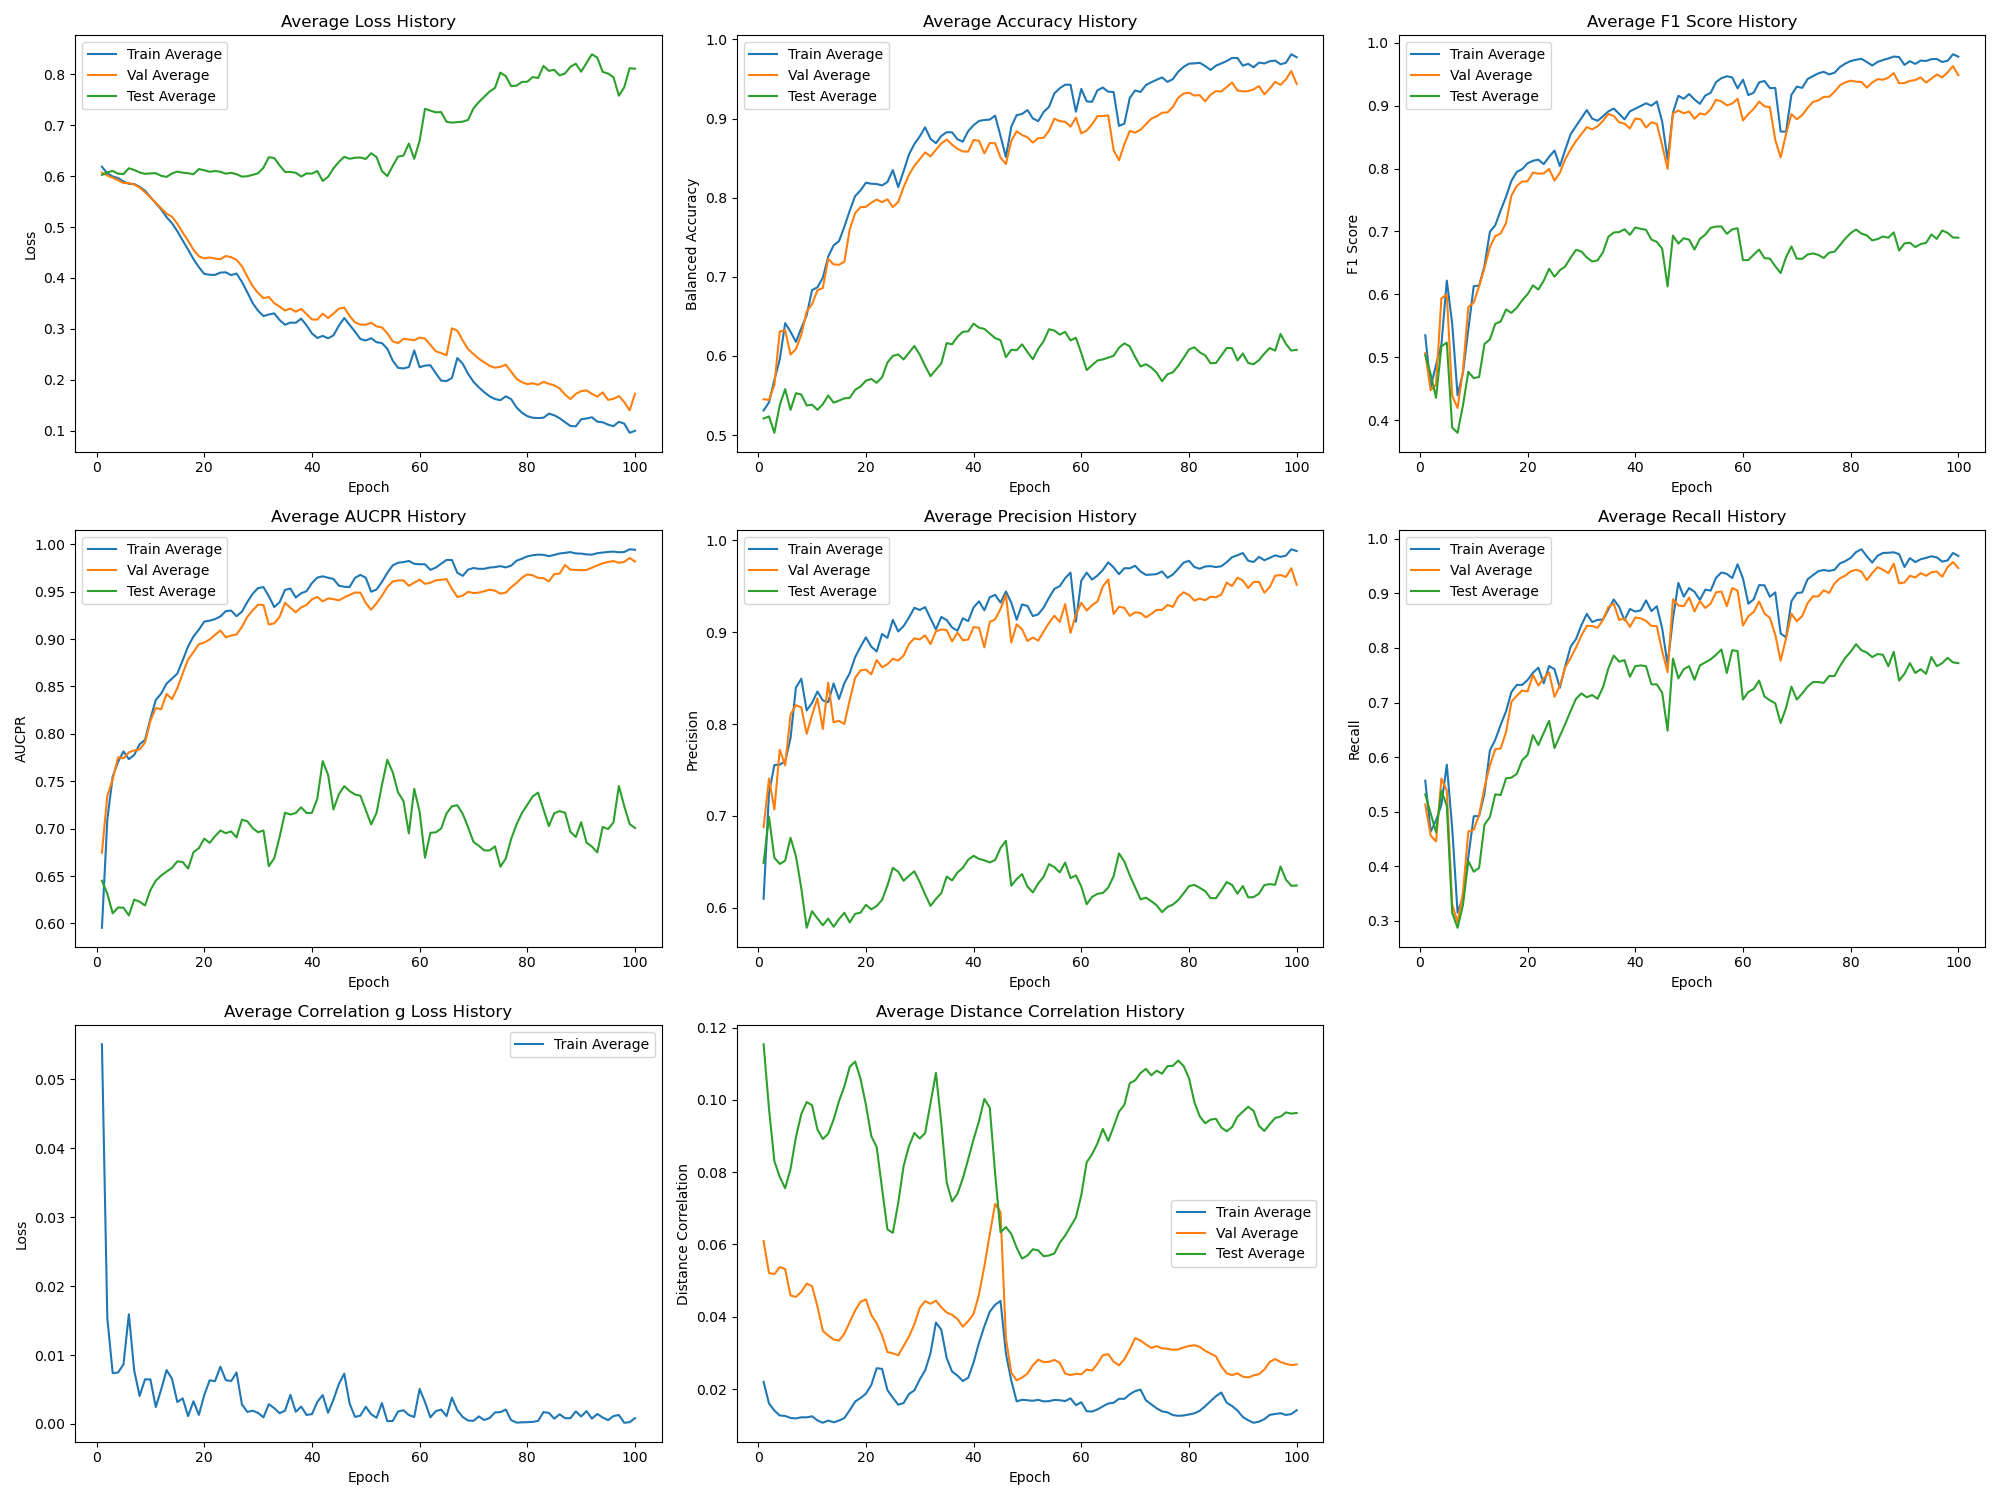 Average Loss History
Train Average
Val Average
Test Average
0.8
0.7
0.6
0.5
0.4
0.3
0.2
0.1
Loss
0 20 40 60 80 100
Epoch
Average Accuracy History
Train Average
Val Average
Test Average
1.0
0.9
0.8
0.7
0.6
0.5
Balanced Accuracy
0 20 40 60 80 100
Epoch
Average F1 Score History
Train Average
Val Average
Test Average
1.0
0.9
0.8
0.7
0.6
0.5
0.4
F1 Score
0 20 40 60 80 100
Epoch
Average AUCPR History
Train Average
Val Average
Test Average
1.00
0.95
0.90
0.85
0.80
0.75
0.70
0.65
0.60
AUCPR
0 20 40 60 80 100
Epoch
Average Precision History
Train Average
Val Average
Test Average
1.0
0.9
0.8
0.7
0.6
Precision
0 20 40 60 80 100
Epoch
Average Recall History
Train Average
Val Average
Test Average
1.0
0.9
0.8
0.7
0.6
0.5
0.4
0.3
Recall
0 20 40 60 80 100
Epoch
Average Correlation g Loss History
Train Average
0.05
0.04
0.03
0.02
0.01
0.00
Loss
0 20 40 60 80 100
Epoch
Average Distance Correlation History
0.12
0.10
0.08
0.06
0.04
0.02
Distance Correlation
Train Average
Val Average
Test Average
0 20 40 60 80 100
Epoch